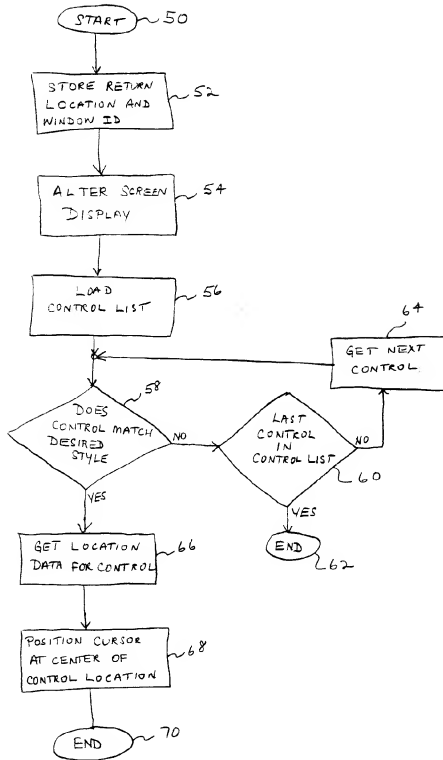 START
50
STORE RETURN
LOCATION AND
WINDOW ID
52
ALTER SCREEN
DISPLAY
54
LOAD
CONTROL LIST
56
64
GET NEXT
CONTROL
58
DOES
CONTROL MATCH
DESIRED
STYLE
NO
LAST
CONTROL
IN
CONTROL LIST
NO
60
YES
YES
END
62
GET LOCATION
DATA FOR CONTROL
66
POSITION CURSOR
AT CENTER OF
CONTROL LOCATION
68
END
70